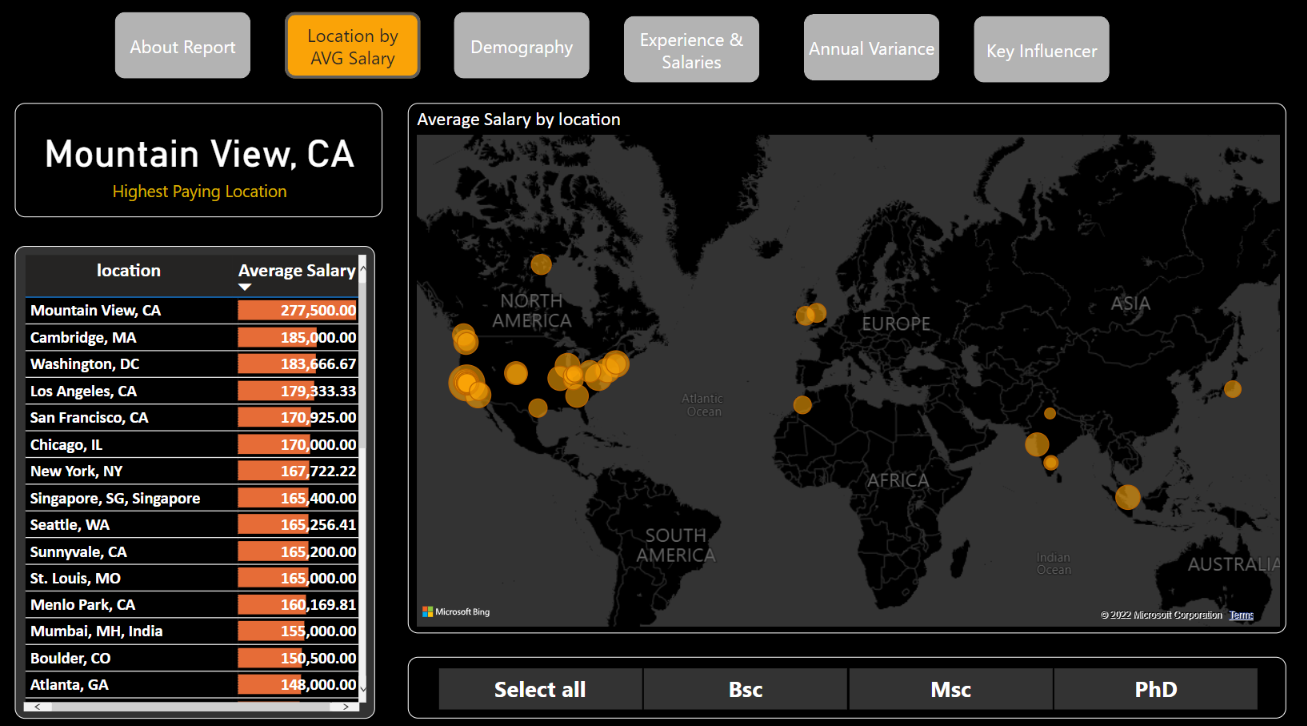 About Report
Location by
AVG Salary
Demography
Experience &
Salaries
Annual Variance
Key Influencer
Mountain View, CA
Highest Paying Location
location Average Salary
Mountain View, CA 277,500.00
Cambridge, MA 185,000.00
Washington, DC 183,666.67
Los Angeles, CA 179,333.33
San Francisco, CA 170,925.00
Chicago, IL 170,000.00
New York, NY 167,722.22
Singapore, SG, Singapore 165,400.00
Seattle, WA 165,256.41
Sunnyvale, CA 165,200.00
St. Louis, MO 165,000.00
Menlo Park, CA 160,169.81
Mumbai, MH, India 155,000.00
Boulder, CO 150,500.00
Atlanta, GA 148,000.00
Average Salary by location
NORTH
AMERICA
EUROPE
ASIA
Atlantic
Ocean
AFRICA
SOUTH
AMERICA
Indian
Ocean
AUSTRALIA
Microsoft Bing
© 2022 Microsoft Corporation Terms
Select all
Bsc
Msc
PhD